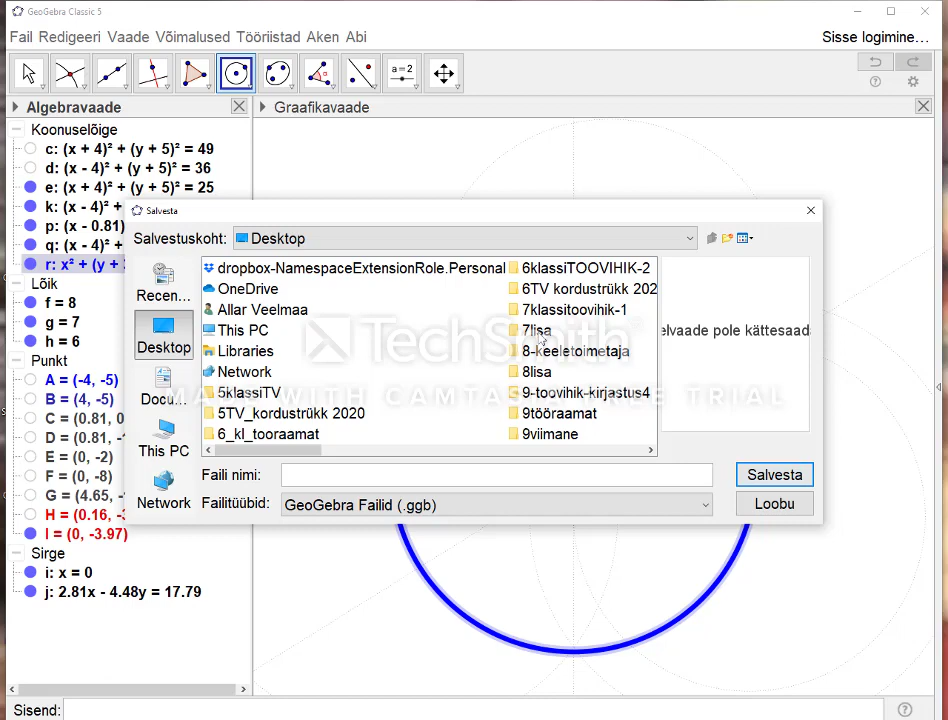 GeoGebra Classic 5
Fail Redigeeri Vaade Võimalused Tööriistad Aken Abi
Sisse logimine...
a=2
Algebravaade
Graafikavaade
Koonuselõige
c: (x + 4)² + (y + 5)² = 49
d: (x - 4)² + (y + 5)² = 36
e: (x + 4)² + (y + 5)² = 25
k: (x - 4)² +
p: (x - 0.81)
q: (x - 4)² +
r: x² + (y +
Lõik
f = 8
g = 7
h = 6
Punkt
A = (-4, -5)
B = (4, -5)
C = (0.81, 0
D = (0.81, -1
E = (0, -2)
F = (0, -8)
G = (4.65, -
H = (0.16, -3
I = (0, -3.97)
Sirge
i: x = 0
j: 2.81x - 4.48y = 17.79
Sisend:
Salvesta
Salvestuskoht:
Desktop
Recen...
Desktop
Docu...
This PC
Network
dropbox-NamespaceExtensionRole.Personal
OneDrive
Allar Veelmaa
This PC
Libraries
Network
5klassiTV
5TV_kordustrükk 2020
6_kl_tooraamat
6klassiTOOVIHIK-2
6TV kordustrükk 202
7klassitoovihik-1
7lisa
8-keeletoimetaja
8lisa
9-toovihik-kirjastus4
9tööraamat
9viimane
elvaade pole kättesaad
Faili nimi:
Salvesta
Failitüübid:
GeoGebra Failid (.ggb)
Loobu
TechSmith
MADE WITH CAMTASIA FREE TRIAL